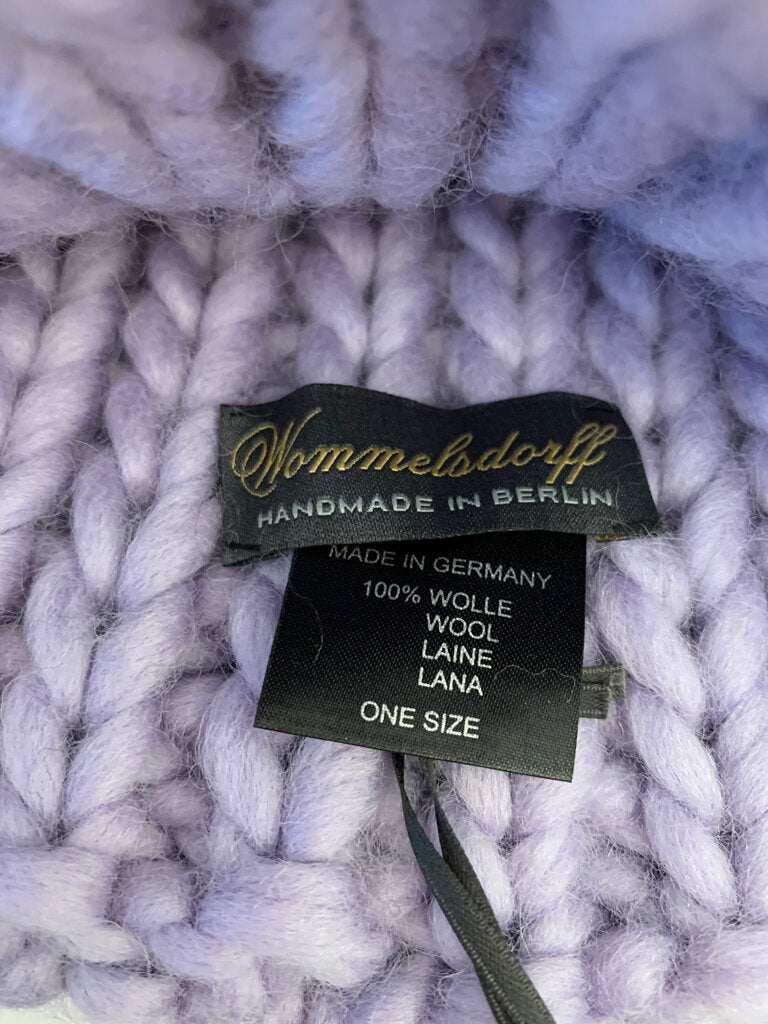 Wommelsdorff
HANDMADE IN BERLIN
MADE IN GERMANY
100% WOLLE
WOOL
LAINE
LANA
ONE SIZE